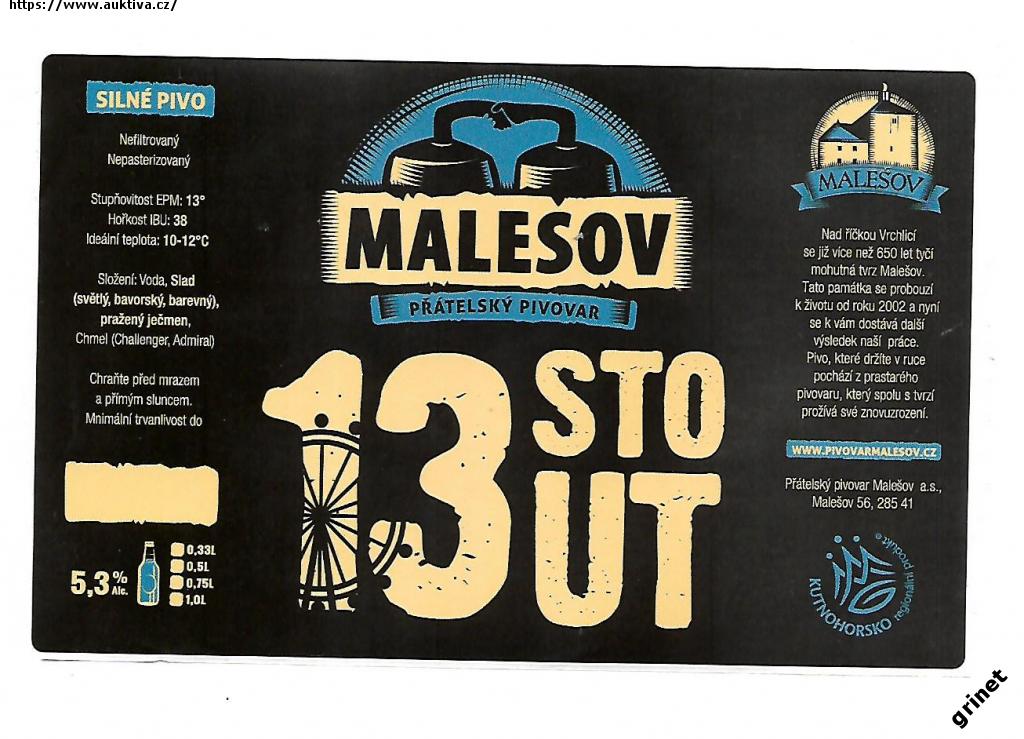 https://www.auktiva.cz/
SILNÉ PIVO
Nefiltrovaný
Nepasterizovaný
Stupňovitost EPM: 13°
Hořkost IBU: 38
Ideální teplota: 10-12°C
Složení: Voda, Slad
(světlý, bavorský, barevný),
pražený ječmen,
Chmel (Challenger, Admiral)
Chraňte před mrazem
a přímým sluncem.
Mnimální trvanlivost do
5,3% Alc.
0,33L
0,5L
0,75L
1,0L
MALESOV
PŘÁTELSKÝ PIVOVAR
13
STO
UT
MALEŠOV
Nad říčkou Vrchlicí
se již více než 650 let tyčí
mohutná tvrz Malešov.
Tato památka se probouzí
k životu od roku 2002 a nyní
se k vám dostává další
výsledek naší práce.
Pivo, které držíte v ruce
pochází z prastarého
pivovaru, který spolu s tvrzí
prožívá své znovuzrození.
WWW.PIVOVARMALESOV.CZ
Přátelský pivovar Malešov a.s.,
Malešov 56, 285 41
KUTNOHORSKO regionální produkt®
grinet